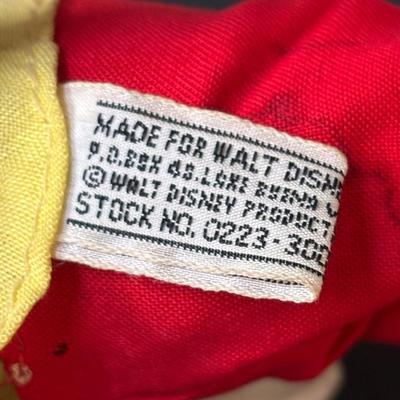 MADE FOR WALT DISN
P.O.BOX 40.LAKE BUENA V
© WALT DISNEY PRODUCT
STOCK NO. 0223-300